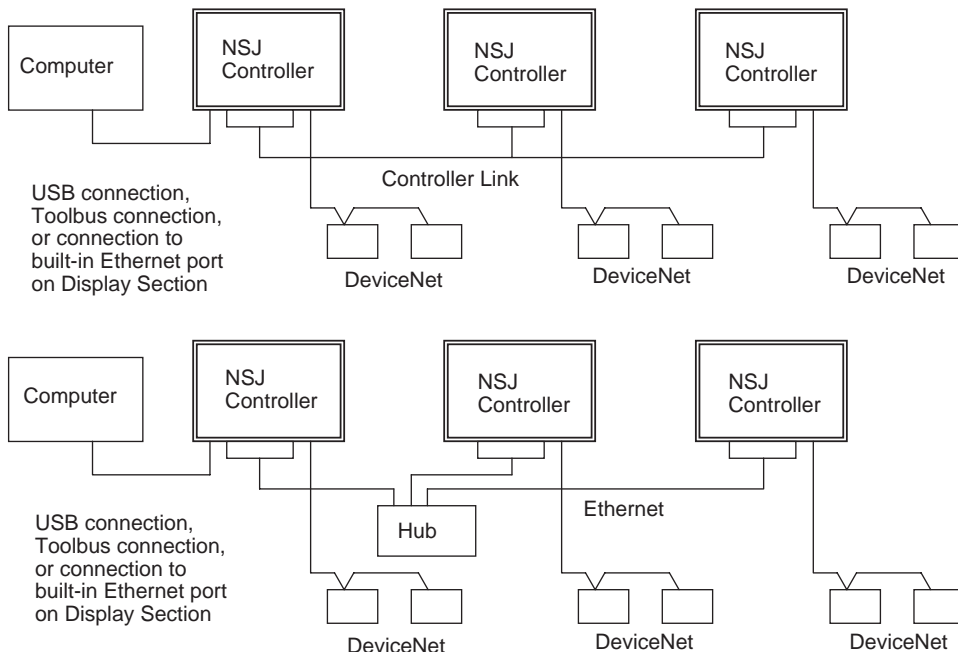 Computer
NSJ
Controller
NSJ
Controller
NSJ
Controller
Controller Link
USB connection,
Toolbus connection,
or connection to
built-in Ethernet port
on Display Section
DeviceNet
DeviceNet
DeviceNet
Computer
NSJ
Controller
NSJ
Controller
NSJ
Controller
Ethernet
Hub
USB connection,
Toolbus connection,
or connection to
built-in Ethernet port
on Display Section
DeviceNet
DeviceNet
DeviceNet